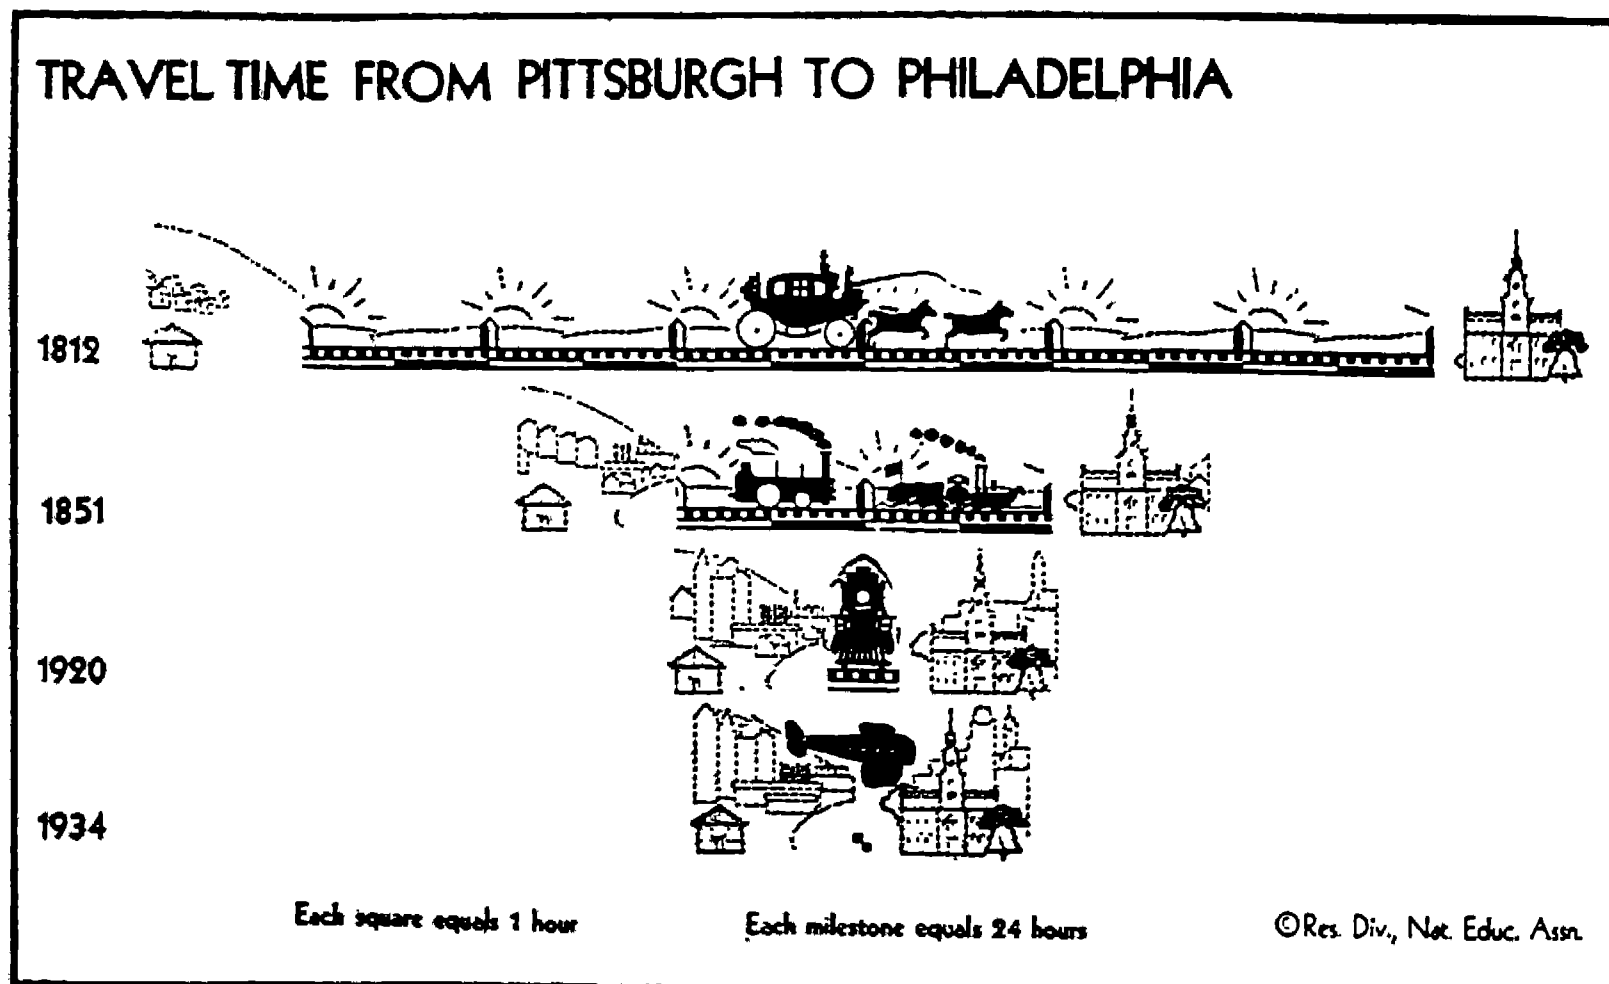 TRAVEL TIME FROM PITTSBURGH TO PHILADELPHIA
1812
1851
1920
1934
Each square equals 1 hour
Each milestone equals 24 hours
©Res. Div., Nat. Educ. Assn.